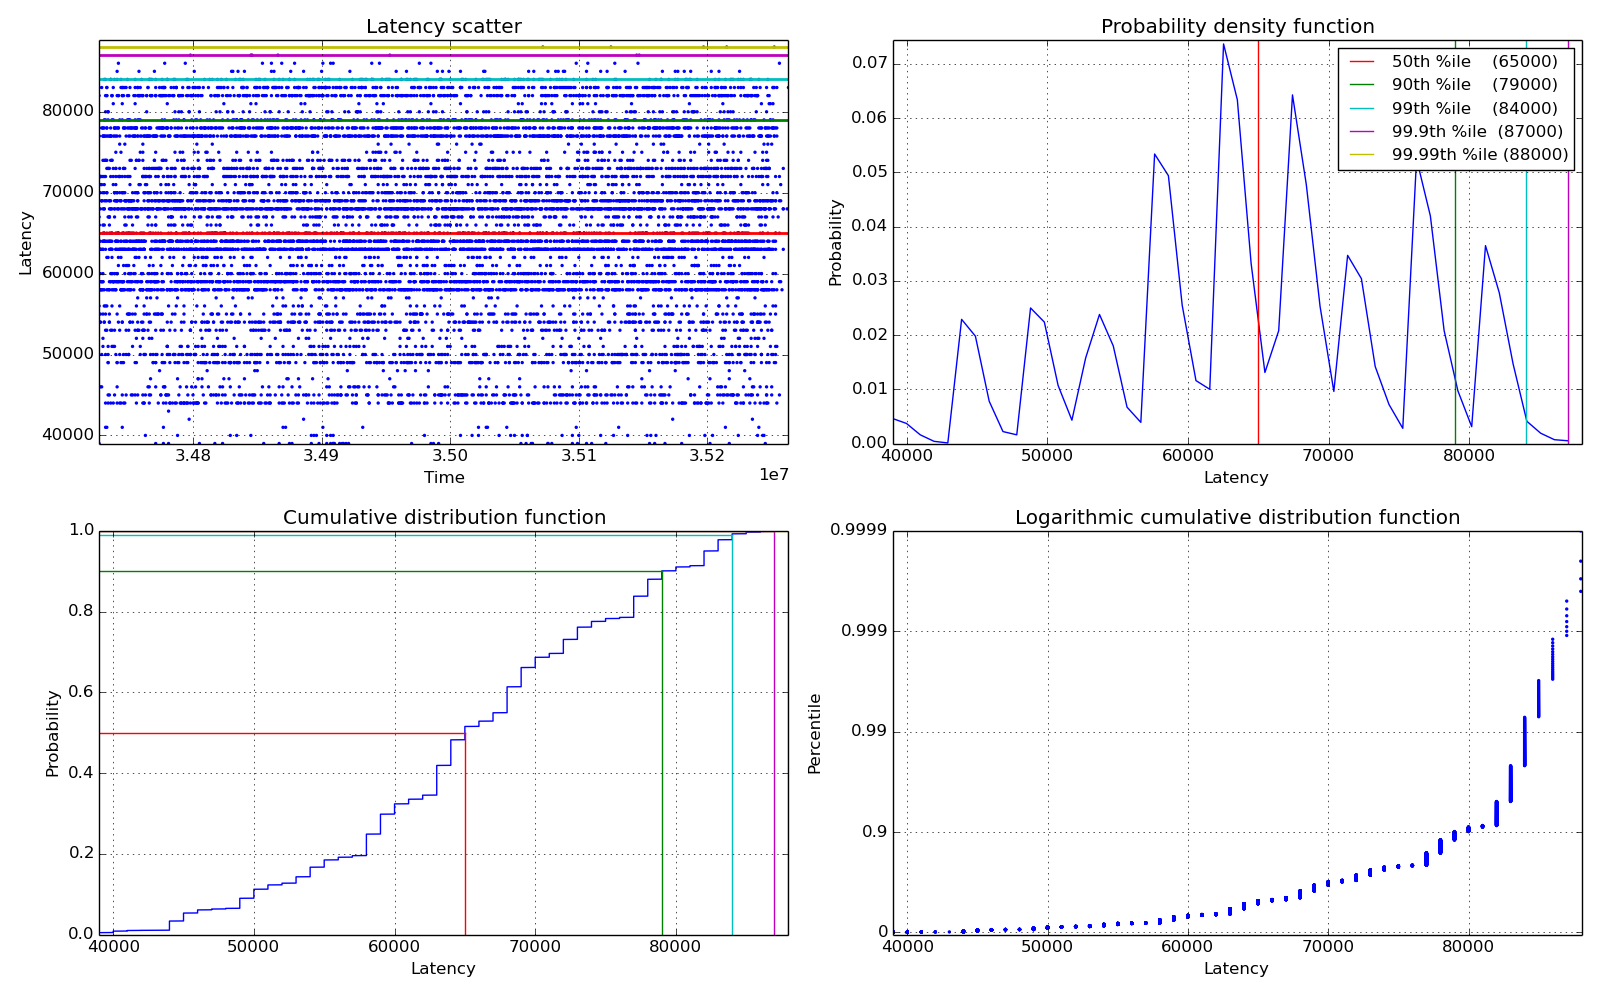 Latency scatter
80000
70000
60000
50000
40000
Latency
3.48 3.49 3.50 3.51 3.52
1e7
Time
Probability density function
0.07
0.06
0.05
0.04
0.03
0.02
0.01
0.00
Probability
50th %ile (65000)
90th %ile (79000)
99th %ile (84000)
99.9th %ile (87000)
99.99th %ile (88000)
40000 50000 60000 70000 80000
Latency
Cumulative distribution function
1.0
0.8
0.6
0.4
0.2
0.0
Probability
40000 50000 60000 70000 80000
Latency
Logarithmic cumulative distribution function
0.9999
0.999
0.99
0.9
0
Percentile
40000 50000 60000 70000 80000
Latency